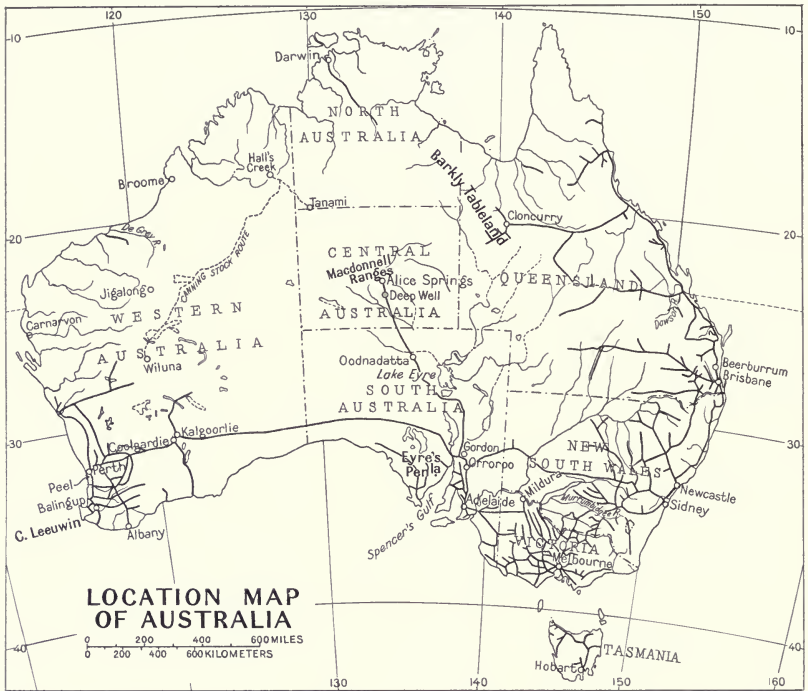 120 130 140 150
10 10
Darwin
NORTH
AUSTRALIA
Hall's
Creek
Broome
Tanami
Barkly Tableland
Cloncurry
20 20
De Grey R.
CANNING STOCK ROUTE
CENTRAL
Macdonnell
Ranges
Alice Springs
Deep Well
AUSTRALIA
QUEENSLAND
Jigalong
WESTERN
AUSTRALIA
Carnarvon
Wiluna
Dowson R.
Oodnadatta
Lake Eyre
SOUTH
AUSTRALIA
Beerburrum
Brisbane
30 30
Coolgardie
Kalgoorlie
Gordon
Orrorpo
Eyre's
Pen'la
NEW
SOUTH WALES
Perth
Peel
Balingup
C. Leeuwin
Albany
Adelaide
Mildura
Murrumbidgee R.
Newcastle
Sidney
Spencer's Gulf
VICTORIA
Melbourne
LOCATION MAP
OF AUSTRALIA
0 200 400 600 MILES
0 200 400 600 KILOMETERS
40 40
TASMANIA
Hobart
130 140 150 160